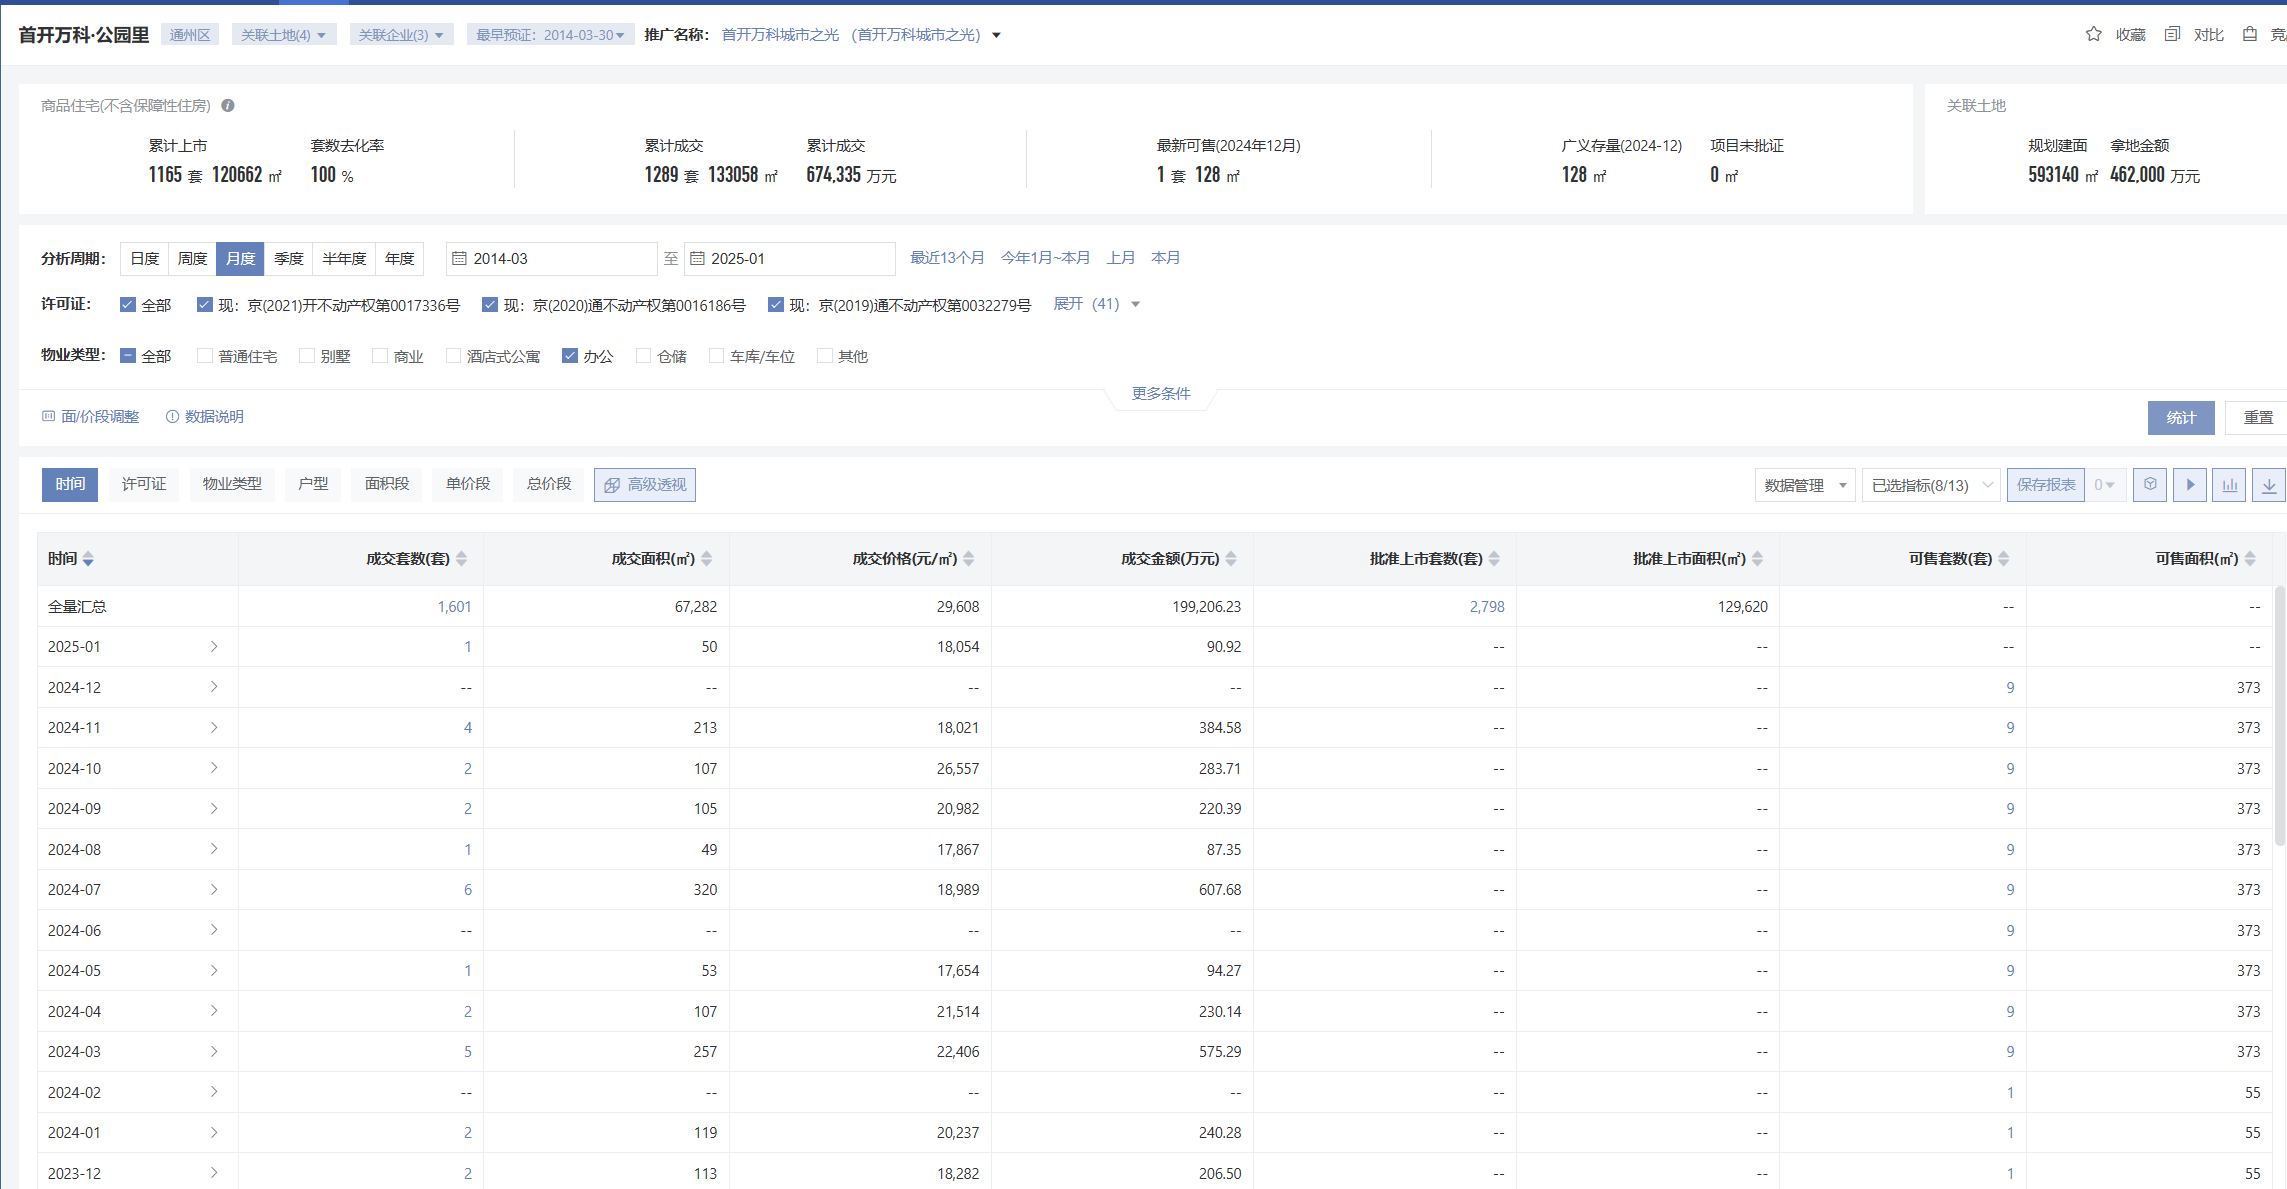 首开万科·公园里 通州区 关联土地(4) 关联企业(3) 最早预证：2014-03-30 推广名称： 首开万科城市之光 (首开万科城市之光) 收藏 对比
商品住宅(不含保障性住房) 关联土地
累计上市 套数去化率 累计成交 累计成交 最新可售(2024年12月) 广义存量(2024-12) 项目未批证 规划建面 拿地金额
1165 套 120662 ㎡ 100 % 1289 套 133058 ㎡ 674,335 万元 1 套 128 ㎡ 128 ㎡ 0 ㎡ 593140 ㎡ 462,000 万元
分析周期： 日度 周度 月度 季度 半年度 年度 2014-03 至 2025-01 最近13个月 今年1月~本月 上月 本月
许可证： 全部 现：京(2021)开不动产权第0017336号 现：京(2020)通不动产权第0016186号 现：京(2019)通不动产权第0032279号 展开 (41)
物业类型： 全部 普通住宅 别墅 商业 酒店式公寓 办公 仓储 车库/车位 其他
更多条件
面/价段调整 数据说明 统计 重置
时间 许可证 物业类型 户型 面积段 单价段 总价段 高级透视 数据管理 已选指标(8/13) 保存报表 0
时间 成交套数(套) 成交面积(㎡) 成交价格(元/㎡) 成交金额(万元) 批准上市套数(套) 批准上市面积(㎡) 可售套数(套) 可售面积(㎡)
全量汇总 1,601 67,282 29,608 199,206.23 2,798 129,620 -- --
2025-01 1 50 18,054 90.92 -- -- -- --
2024-12 -- -- -- -- -- -- 9 373
2024-11 4 213 18,021 384.58 -- -- 9 373
2024-10 2 107 26,557 283.71 -- -- 9 373
2024-09 2 105 20,982 220.39 -- -- 9 373
2024-08 1 49 17,867 87.35 -- -- 9 373
2024-07 6 320 18,989 607.68 -- -- 9 373
2024-06 -- -- -- -- -- -- 9 373
2024-05 1 53 17,654 94.27 -- -- 9 373
2024-04 2 107 21,514 230.14 -- -- 9 373
2024-03 5 257 22,406 575.29 -- -- 9 373
2024-02 -- -- -- -- -- -- 1 55
2024-01 2 119 20,237 240.28 -- -- 1 55
2023-12 2 113 18,282 206.50 -- -- 1 55